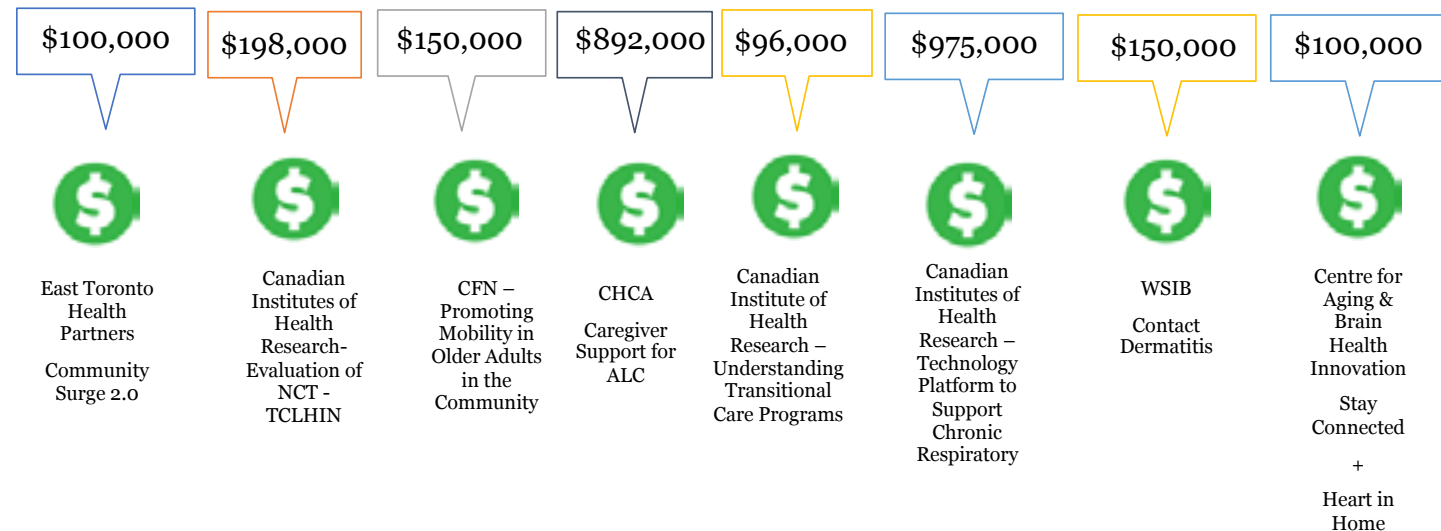 $100,000
$198,000
$150,000
$892,000
$96,000
$975,000
$150,000
$100,000
East Toronto
Health
Partners
Community
Surge 2.0
Canadian
Institutes of
Health
Research-
Evaluation of
NCT -
TCLHIN
CFN –
Promoting
Mobility in
Older Adults
in the
Community
CHCA
Caregiver
Support for
ALC
Canadian
Institute of
Health
Research –
Understanding
Transitional
Care Programs
Canadian
Institutes of
Health
Research –
Technology
Platform to
Support
Chronic
Respiratory
WSIB
Contact
Dermatitis
Centre for
Aging &
Brain
Health
Innovation
Stay
Connected
+
Heart in
Home